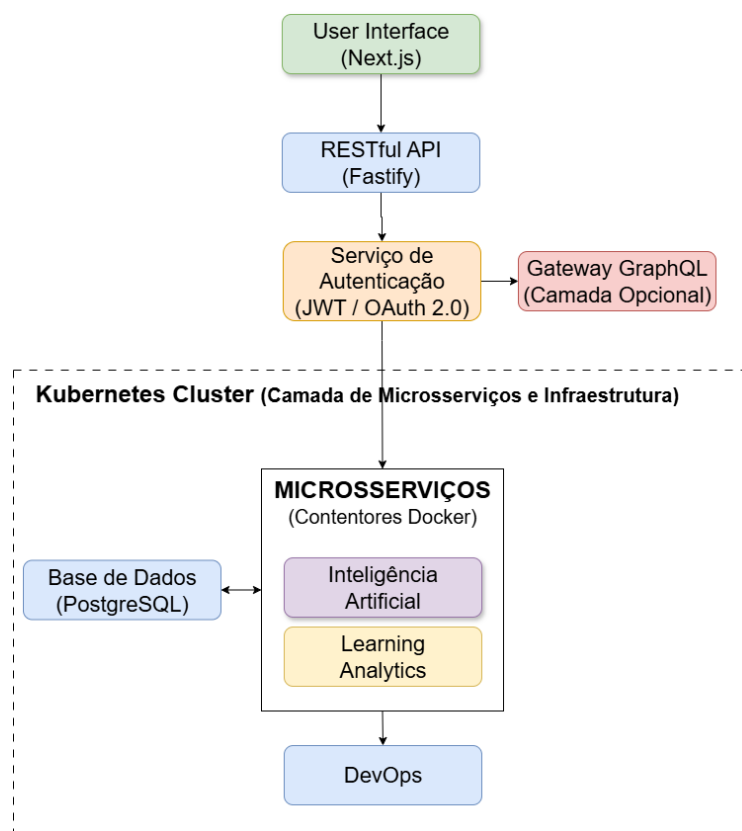 User Interface
(Next.js)
RESTful API
(Fastify)
Serviço de
Autenticação
(JWT / OAuth 2.0)
Gateway GraphQL
(Camada Opcional)
Kubernetes Cluster (Camada de Microsserviços e Infraestrutura)
MICROSSERVIÇOS
(Contentores Docker)
Base de Dados
(PostgreSQL)
Inteligência
Artificial
Learning
Analytics
DevOps